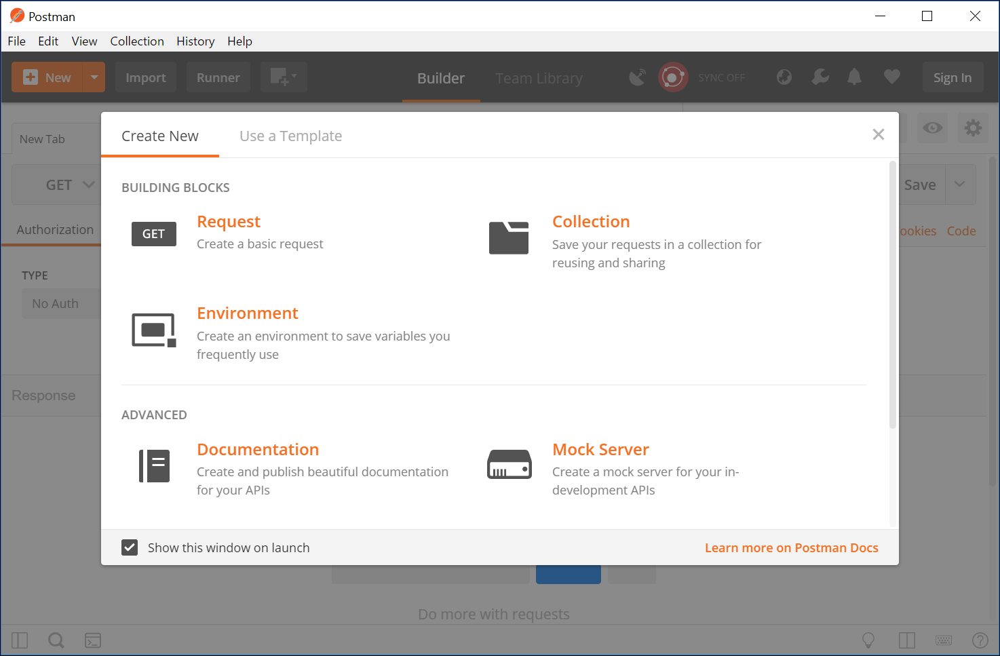 Postman
File Edit View Collection History Help
New Import Runner Builder Team Library SYNC OFF Sign In
New Tab
Create New Use a Template
GET Save
BUILDING BLOCKS
GET Request
Create a basic request
Collection
Save your requests in a collection for
reusing and sharing
Authorization
ookies Code
TYPE
No Auth
Environment
Create an environment to save variables you
frequently use
Response
ADVANCED
Documentation
Create and publish beautiful documentation
for your APIs
Mock Server
Create a mock server for your in-
development APIs
Show this window on launch
Learn more on Postman Docs
Do more with requests